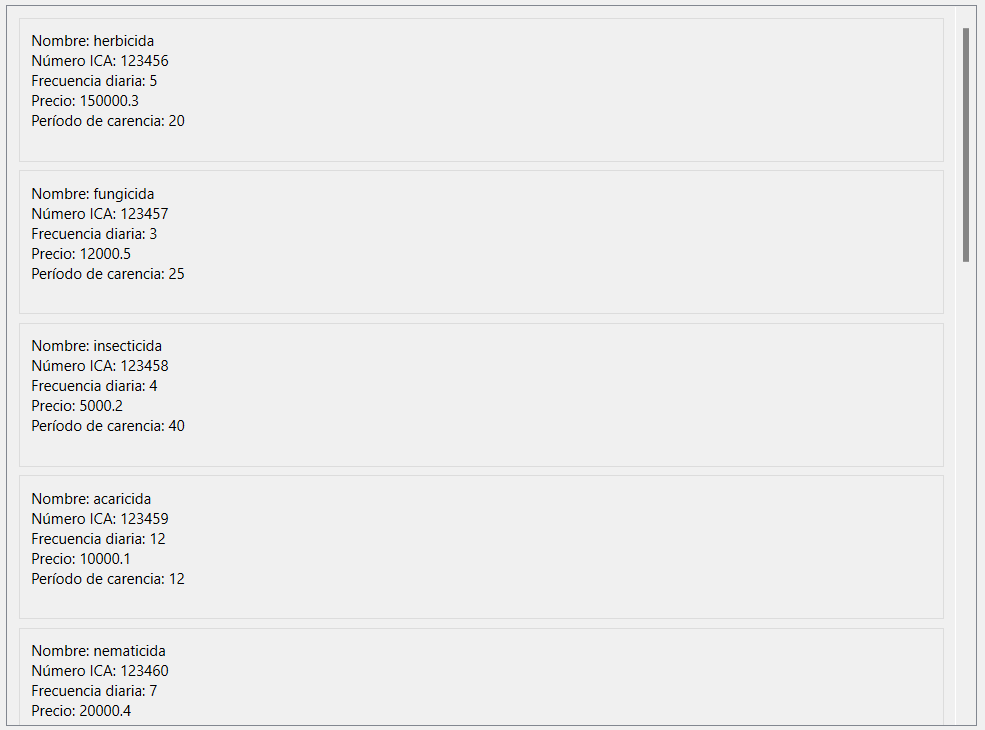 Nombre: herbicida
Número ICA: 123456
Frecuencia diaria: 5
Precio: 150000.3
Período de carencia: 20
Nombre: fungicida
Número ICA: 123457
Frecuencia diaria: 3
Precio: 12000.5
Período de carencia: 25
Nombre: insecticida
Número ICA: 123458
Frecuencia diaria: 4
Precio: 5000.2
Período de carencia: 40
Nombre: acaricida
Número ICA: 123459
Frecuencia diaria: 12
Precio: 10000.1
Período de carencia: 12
Nombre: nematicida
Número ICA: 123460
Frecuencia diaria: 7
Precio: 20000.4